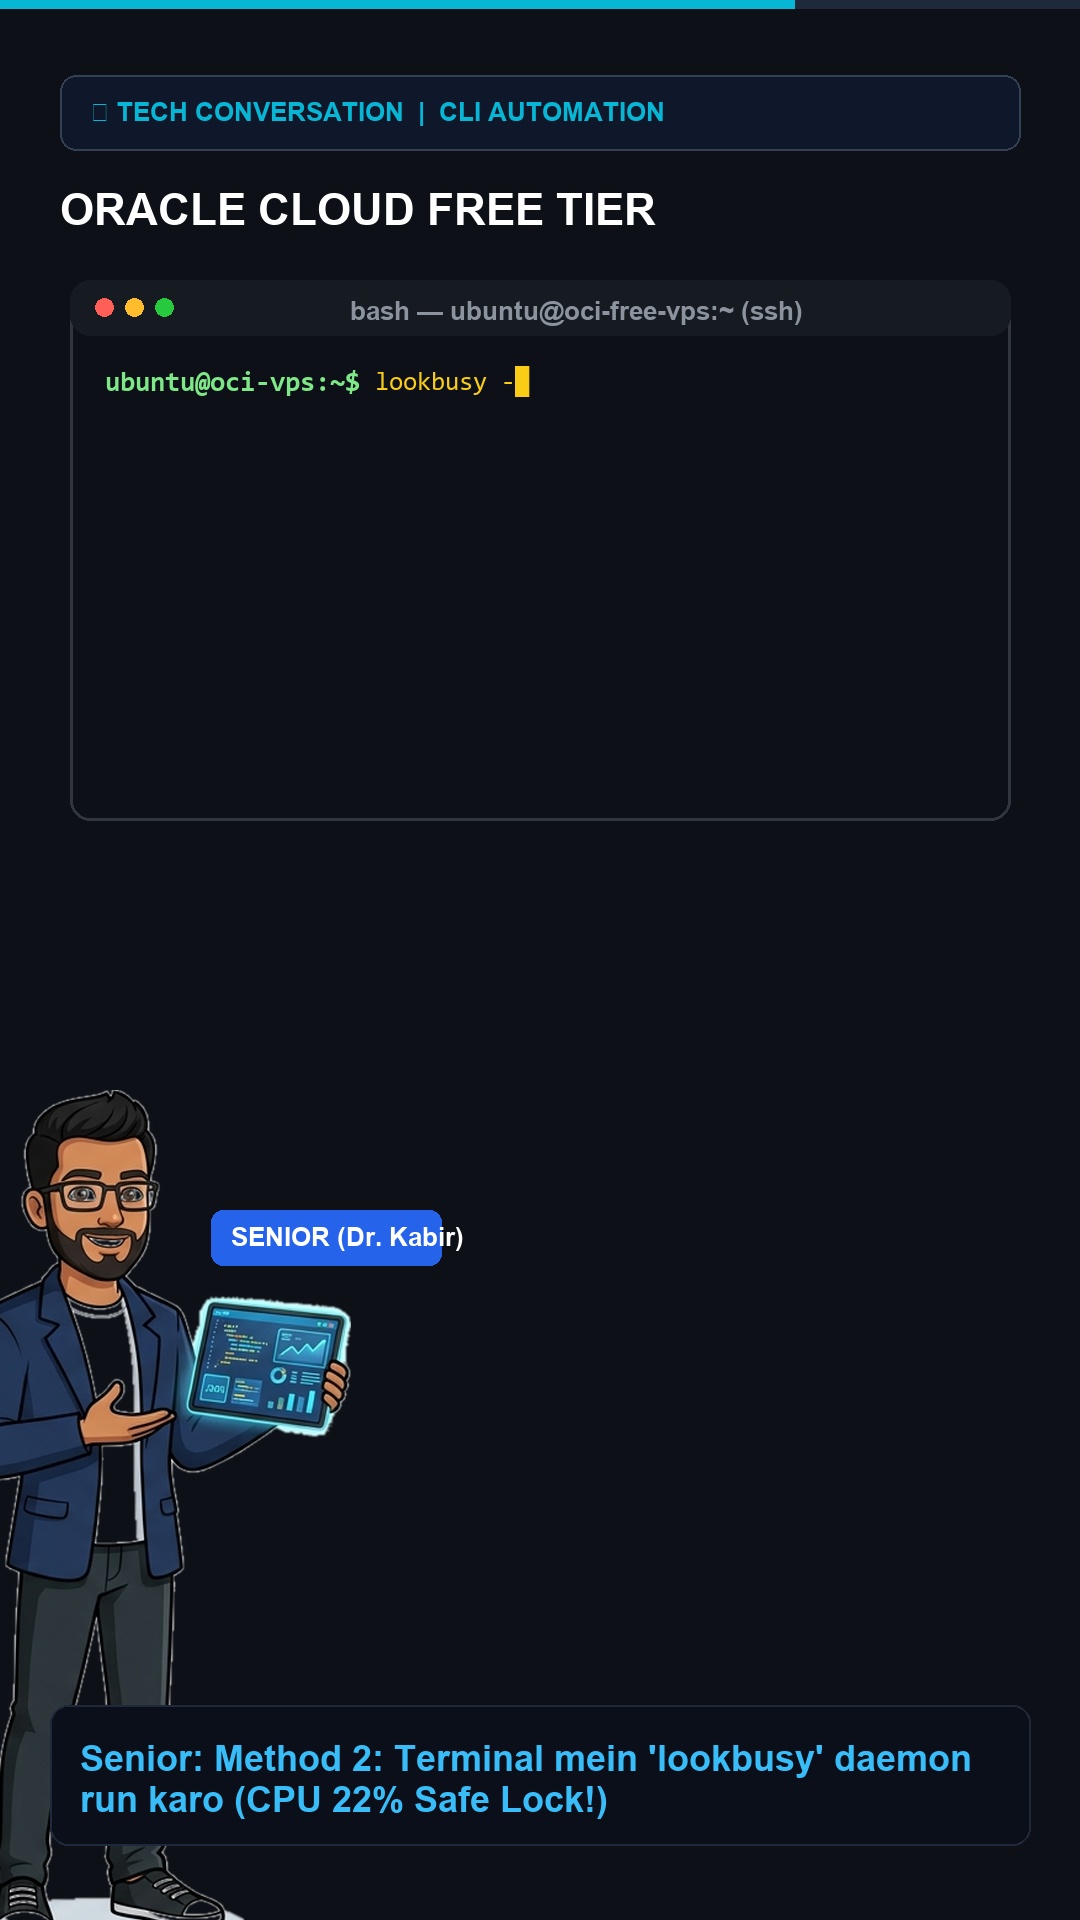 TECH CONVERSATION | CLI AUTOMATION
ORACLE CLOUD FREE TIER
bash — ubuntu@oci-free-vps:~ (ssh)
ubuntu@oci-vps:~$ lookbusy -
SENIOR (Dr. Kabir)
Senior: Method 2: Terminal mein 'lookbusy' daemon
run karo (CPU 22% Safe Lock!)